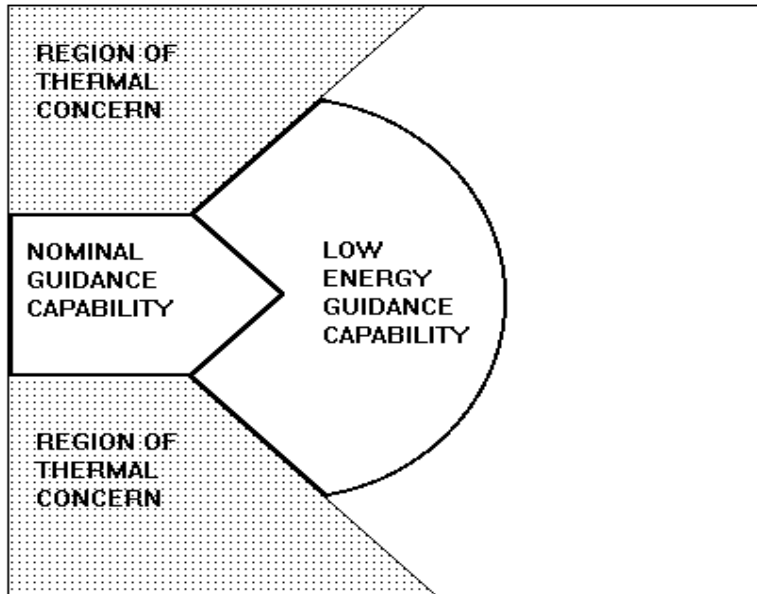 REGION OF
THERMAL
CONCERN
NOMINAL
GUIDANCE
CAPABILITY
LOW
ENERGY
GUIDANCE
CAPABILITY
REGION OF
THERMAL
CONCERN